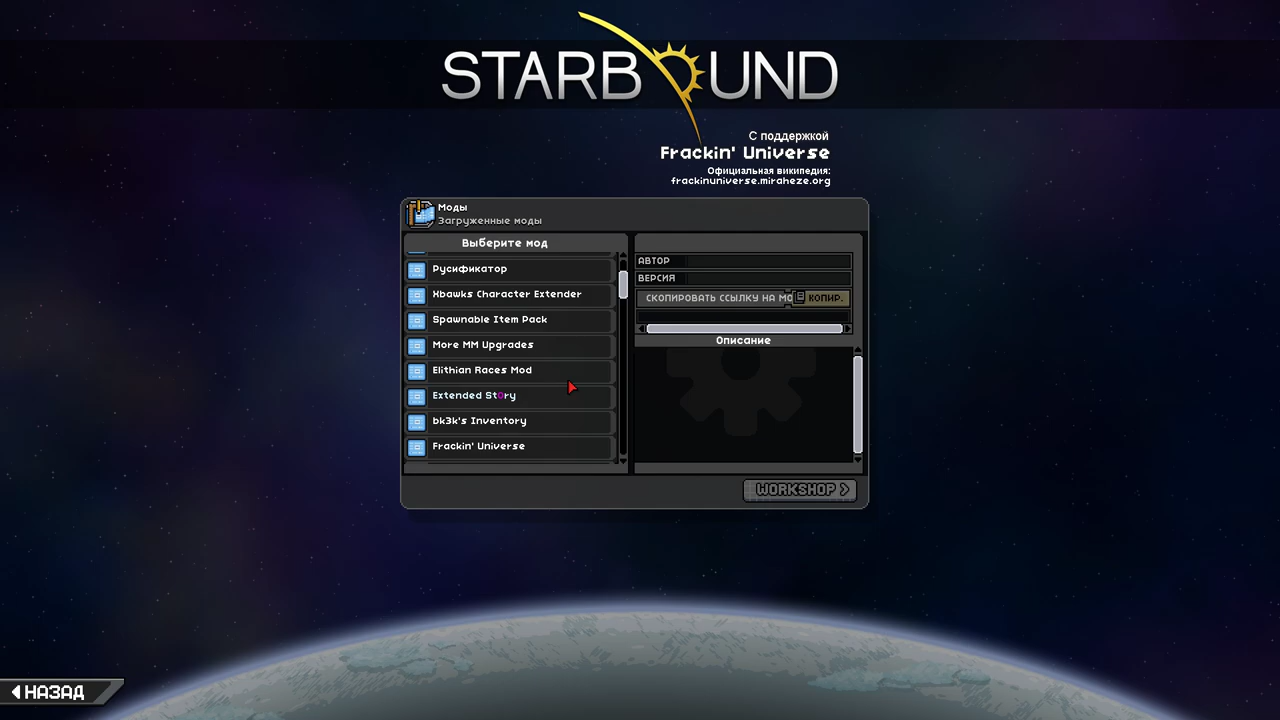 STARBOUND
С поддержкой
Frackin' Universe
Официальная википедия:
frackinuniverse.miraheze.org
Моды
Загруженные моды
Выберите мод
Русификатор
Xbawks Character Extender
Spawnable Item Pack
More MM Upgrades
Elithian Races Mod
Extended St0ry
bk3k's Inventory
Frackin' Universe
АВТОР
ВЕРСИЯ
СКОПИРОВАТЬ ССЫЛКУ НА МО
КОПИР.
Описание
WORKSHOP >
НАЗАД